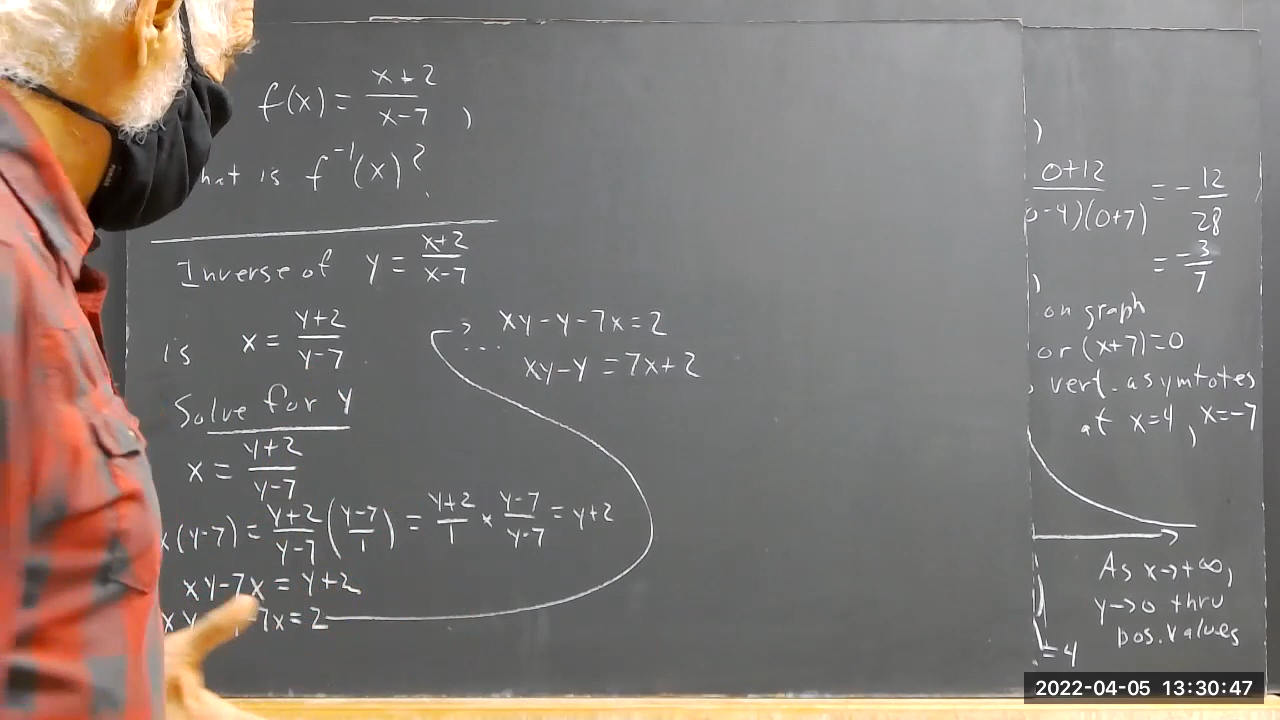 f(x) = x+2 / x-7 ,
hat is f⁻¹(x)?
Inverse of y = x+2 / x-7
is x = y+2 / y-7
Solve for y
x = y+2 / y-7
x(y-7) = y+2 / y-7 (y-7 / 1) = y+2 / 1 × y-7 / y-7 = y+2
xy-7x = y+2
7x=2
... xy-y-7x=2
xy-y =7x+2
)
0+12 / 0-4)(0+7) = - 12 / 28
= -3 / 7
)
on graph
or (x+7)=0
vert. asymtotes
at x=4, x=-7
As x→+∞,
y→0 thru
pos. values
=4
2022-04-05 13:30:47